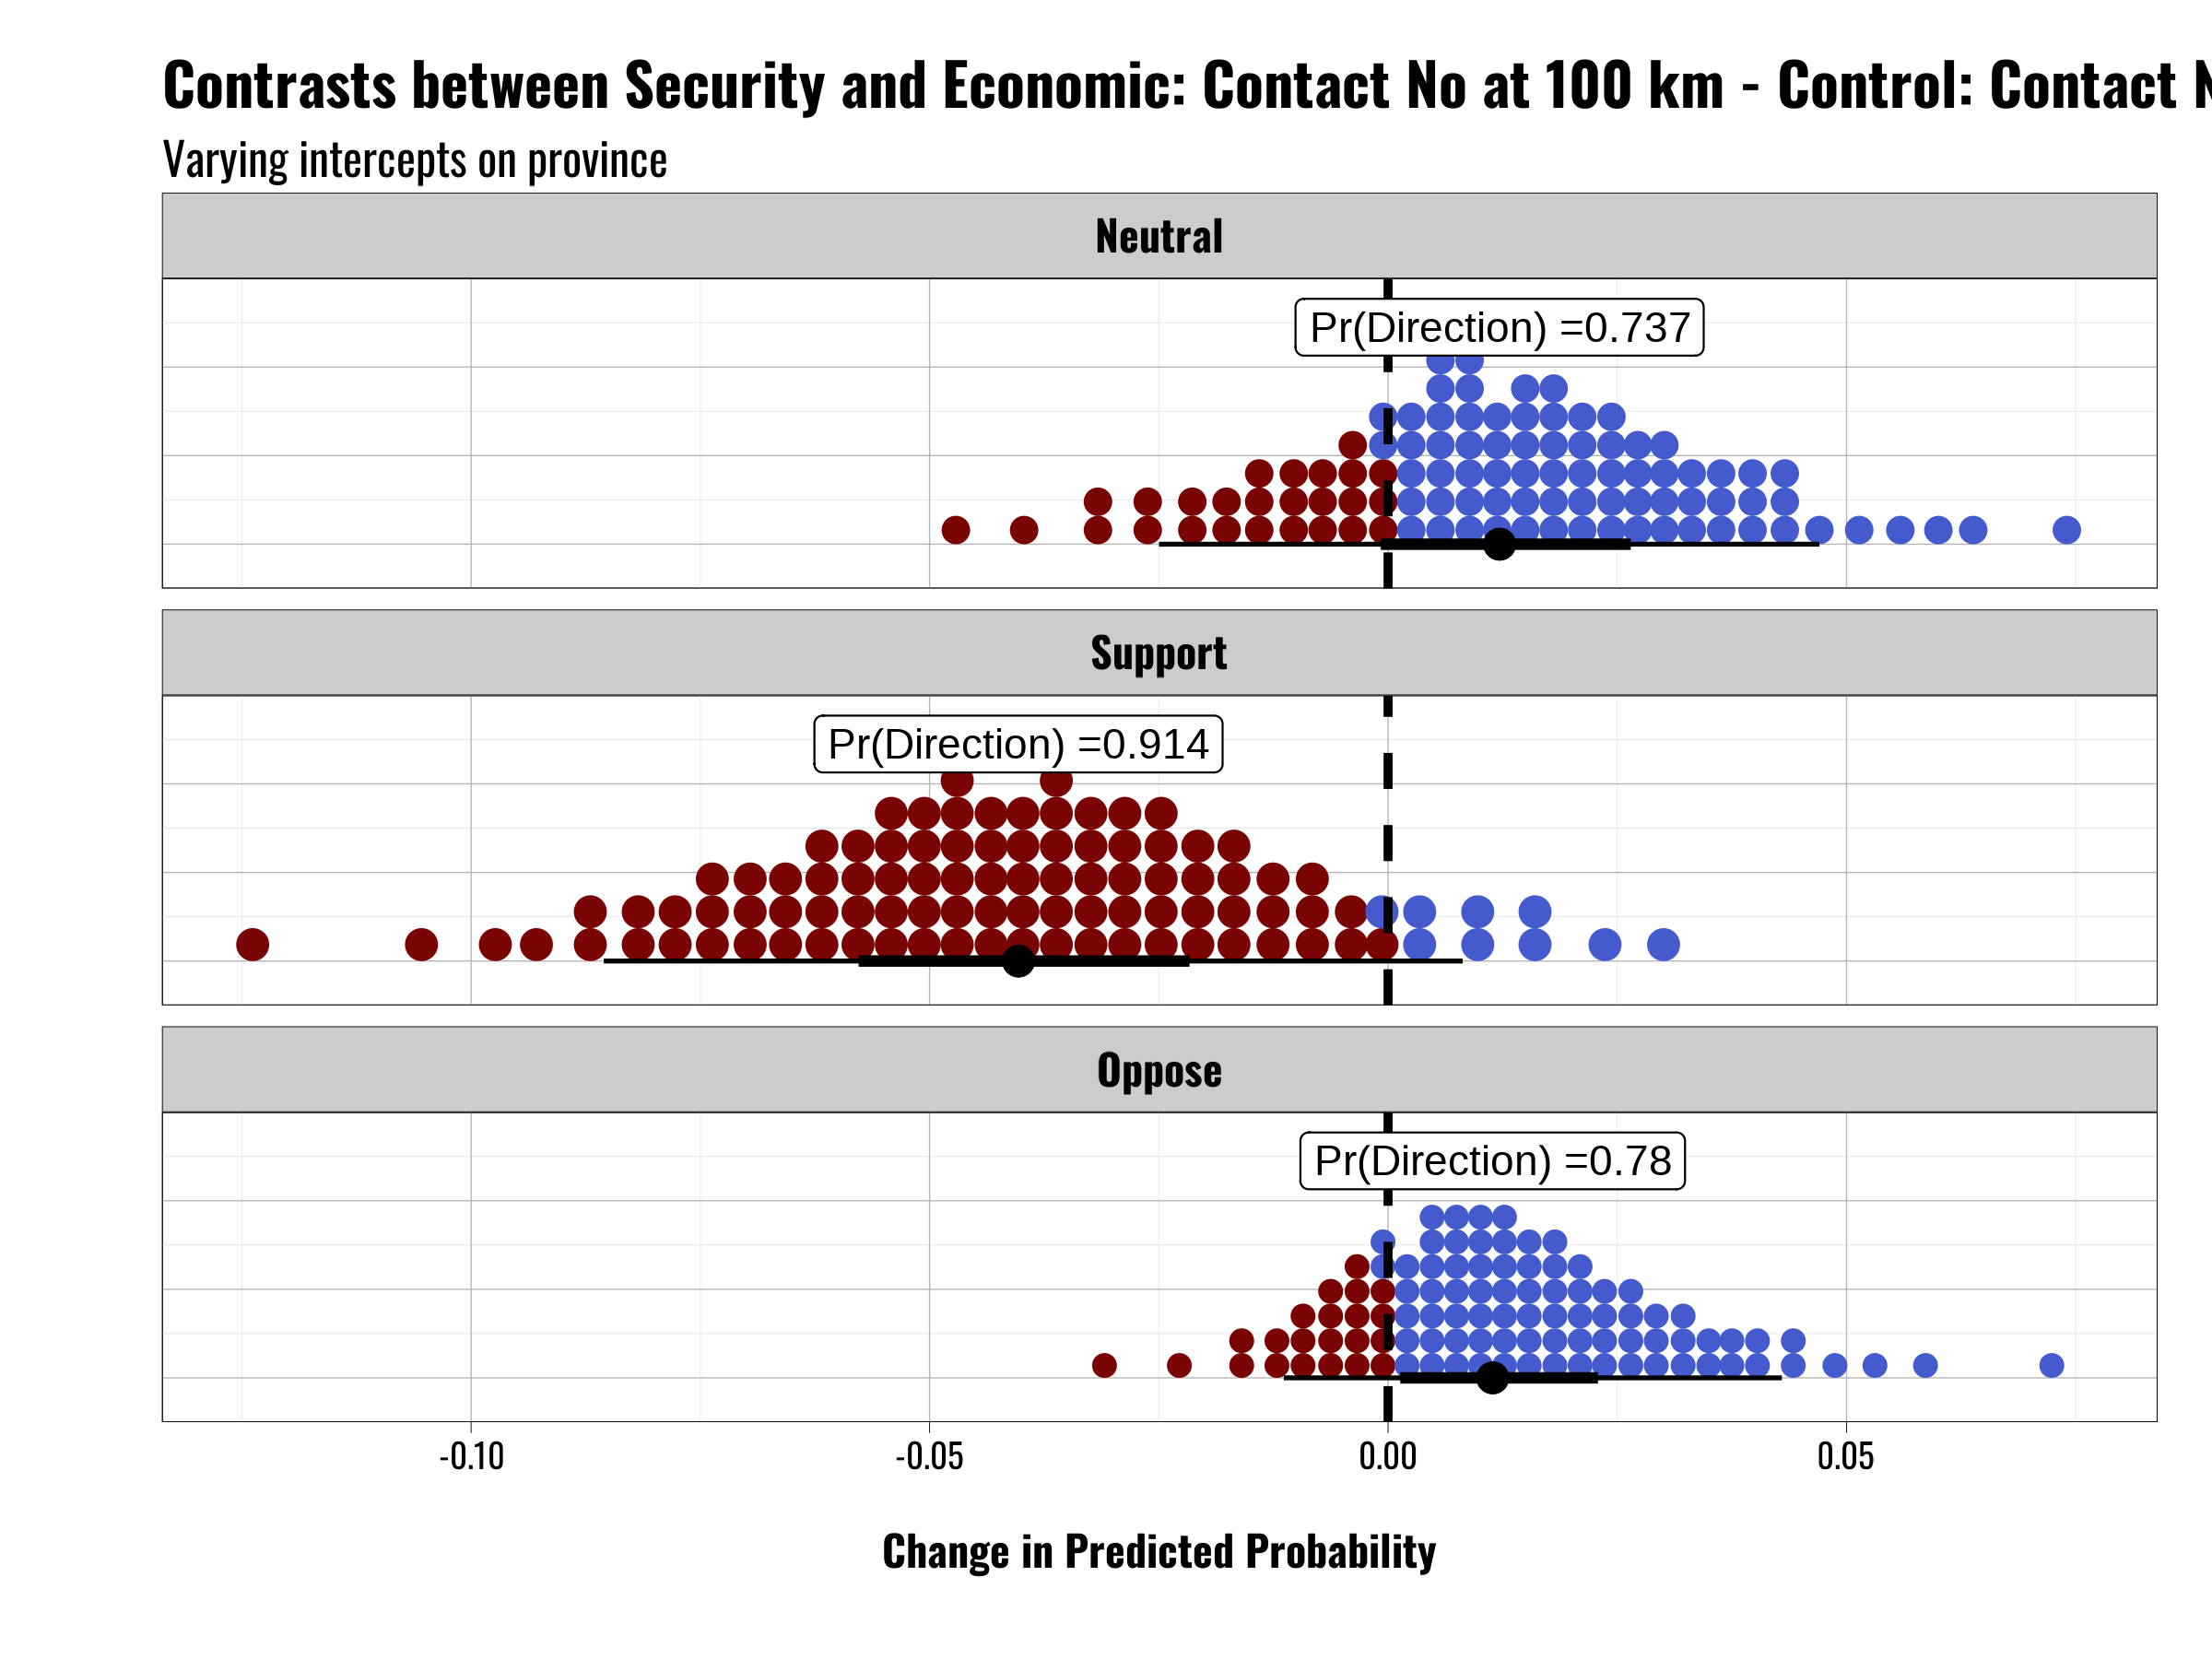 Contrasts between Security and Economic: Contact No at 100 km - Control: Contact
Varying intercepts on province
Neutral
Pr(Direction) =0.737
Support
Pr(Direction) =0.914
Oppose
Pr(Direction) =0.78
-0.10 -0.05 0.00 0.05
Change in Predicted Probability